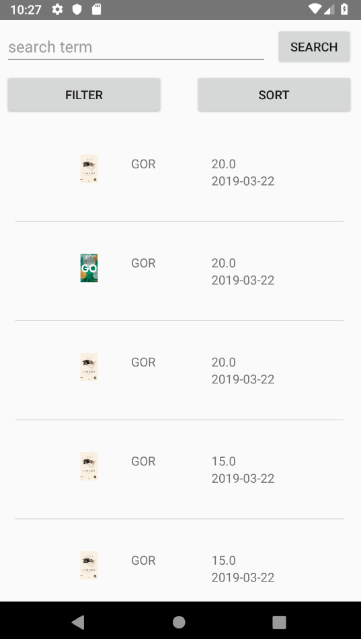 10:27
search term
SEARCH
FILTER
SORT
GOR
20.0
2019-03-22
GO
GOR
20.0
2019-03-22
GOR
20.0
2019-03-22
GOR
15.0
2019-03-22
GOR
15.0
2019-03-22